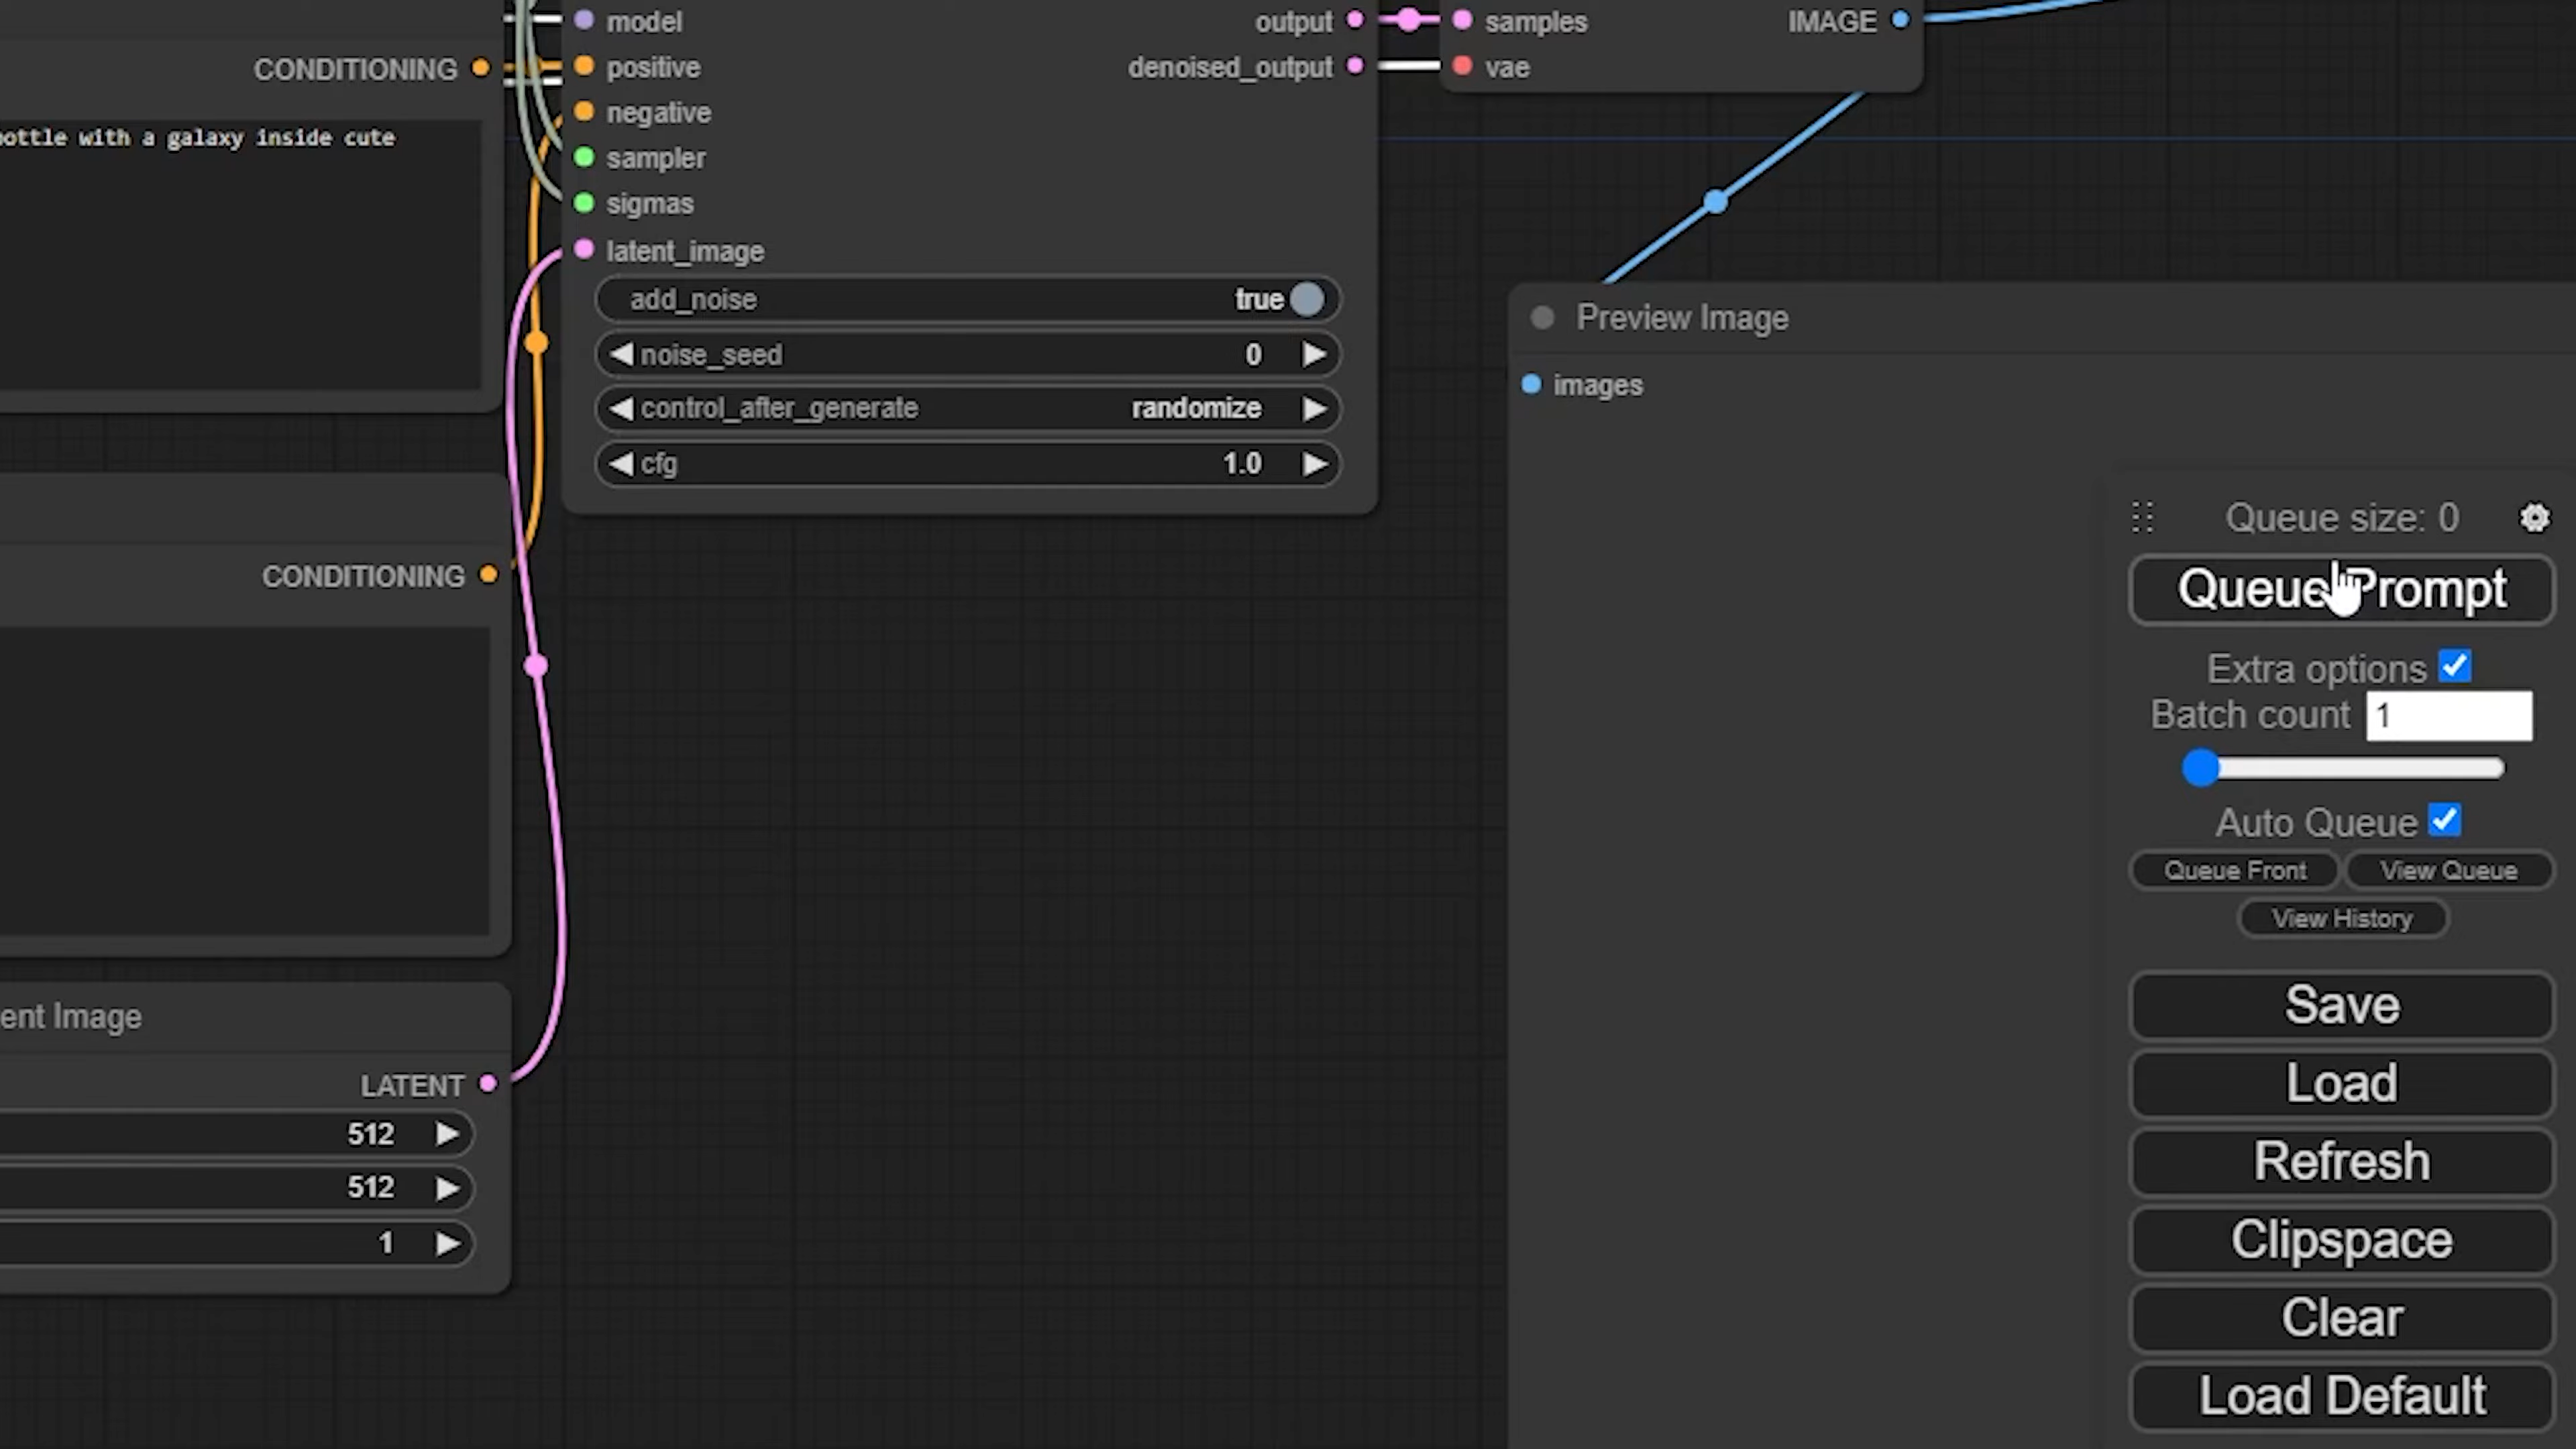 CONDITIONING
bottle with a galaxy inside cute
model
positive
negative
sampler
sigmas
latent_image
output
denoised_output
add_noise true
noise_seed 0
control_after_generate randomize
cfg 1.0
samples
vae
IMAGE
Preview Image
images
CONDITIONING
ent Image
LATENT
512
512
1
Queue size: 0
Queue Prompt
Extra options
Batch count 1
Auto Queue
Queue Front View Queue
View History
Save
Load
Refresh
Clipspace
Clear
Load Default